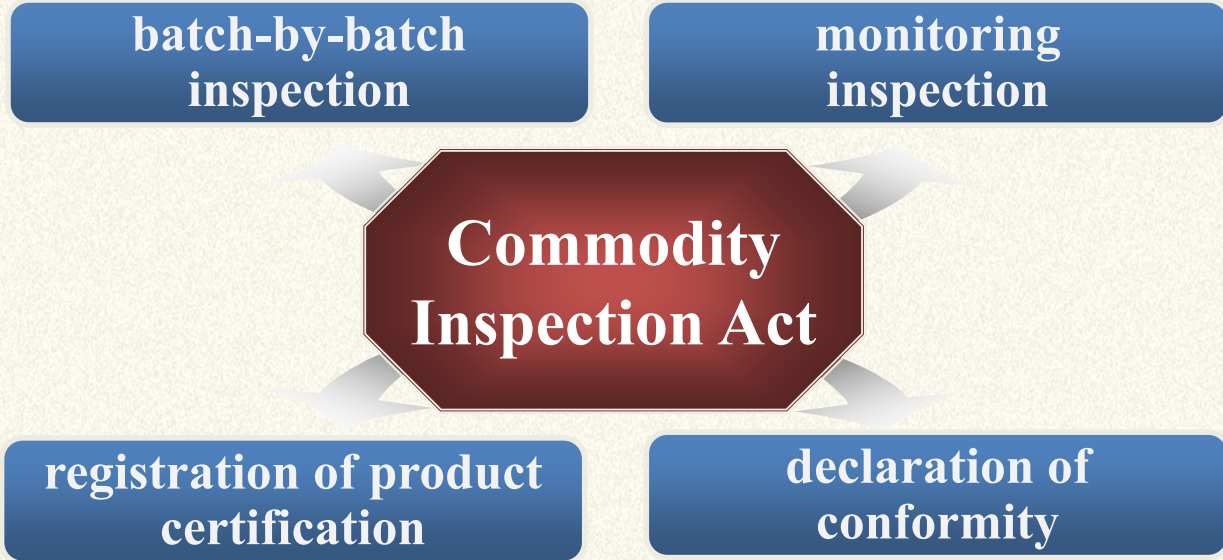 batch-by-batch
inspection
monitoring
inspection
Commodity
Inspection Act
registration of product
certification
declaration of
conformity